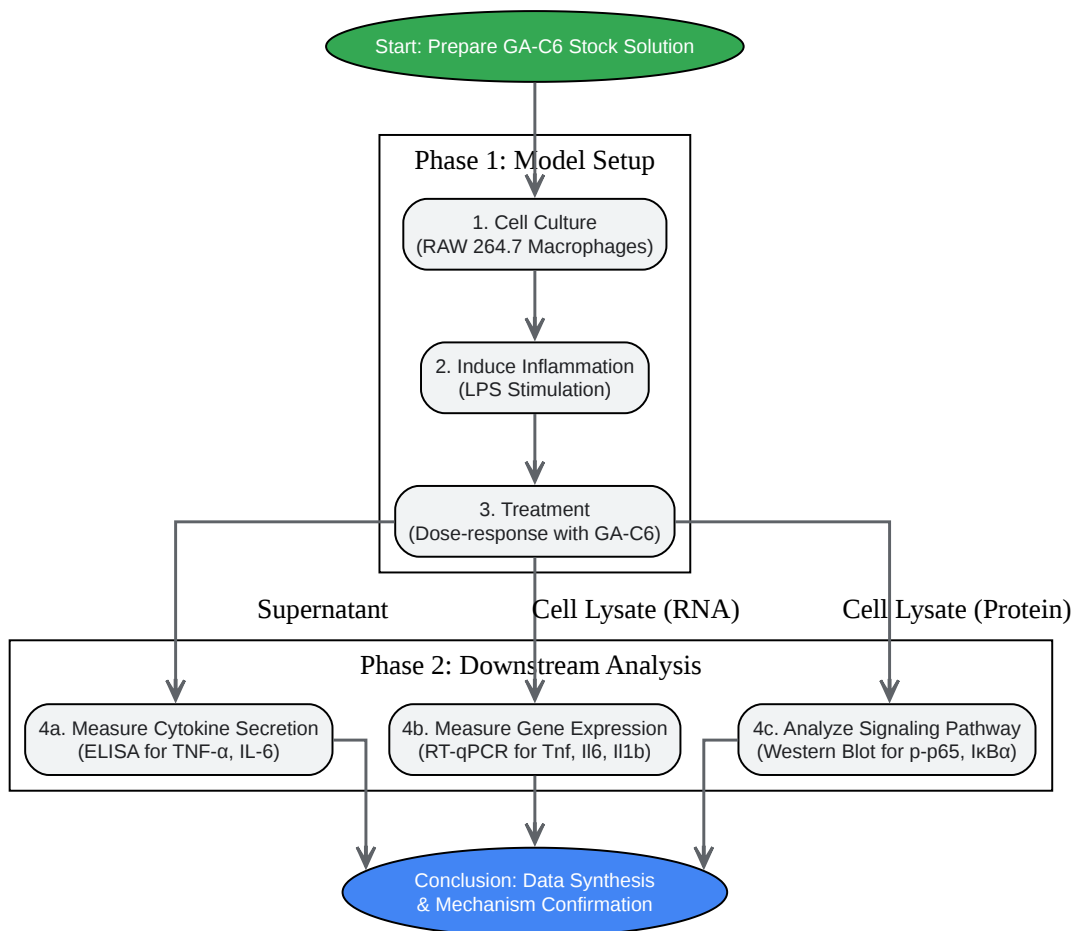 Start: Prepare GA-C6 Stock Solution
Phase 1: Model Setup
1. Cell Culture
(RAW 264.7 Macrophages)
2. Induce Inflammation
(LPS Stimulation)
3. Treatment
(Dose-response with GA-C6)
Supernatant
Cell Lysate (RNA)
Cell Lysate (Protein)
Phase 2: Downstream Analysis
4a. Measure Cytokine Secretion
(ELISA for TNF-α, IL-6)
4b. Measure Gene Expression
(RT-qPCR for Tnf, Il6, Il1b)
4c. Analyze Signaling Pathway
(Western Blot for p-p65, IκBα)
Conclusion: Data Synthesis
& Mechanism Confirmation